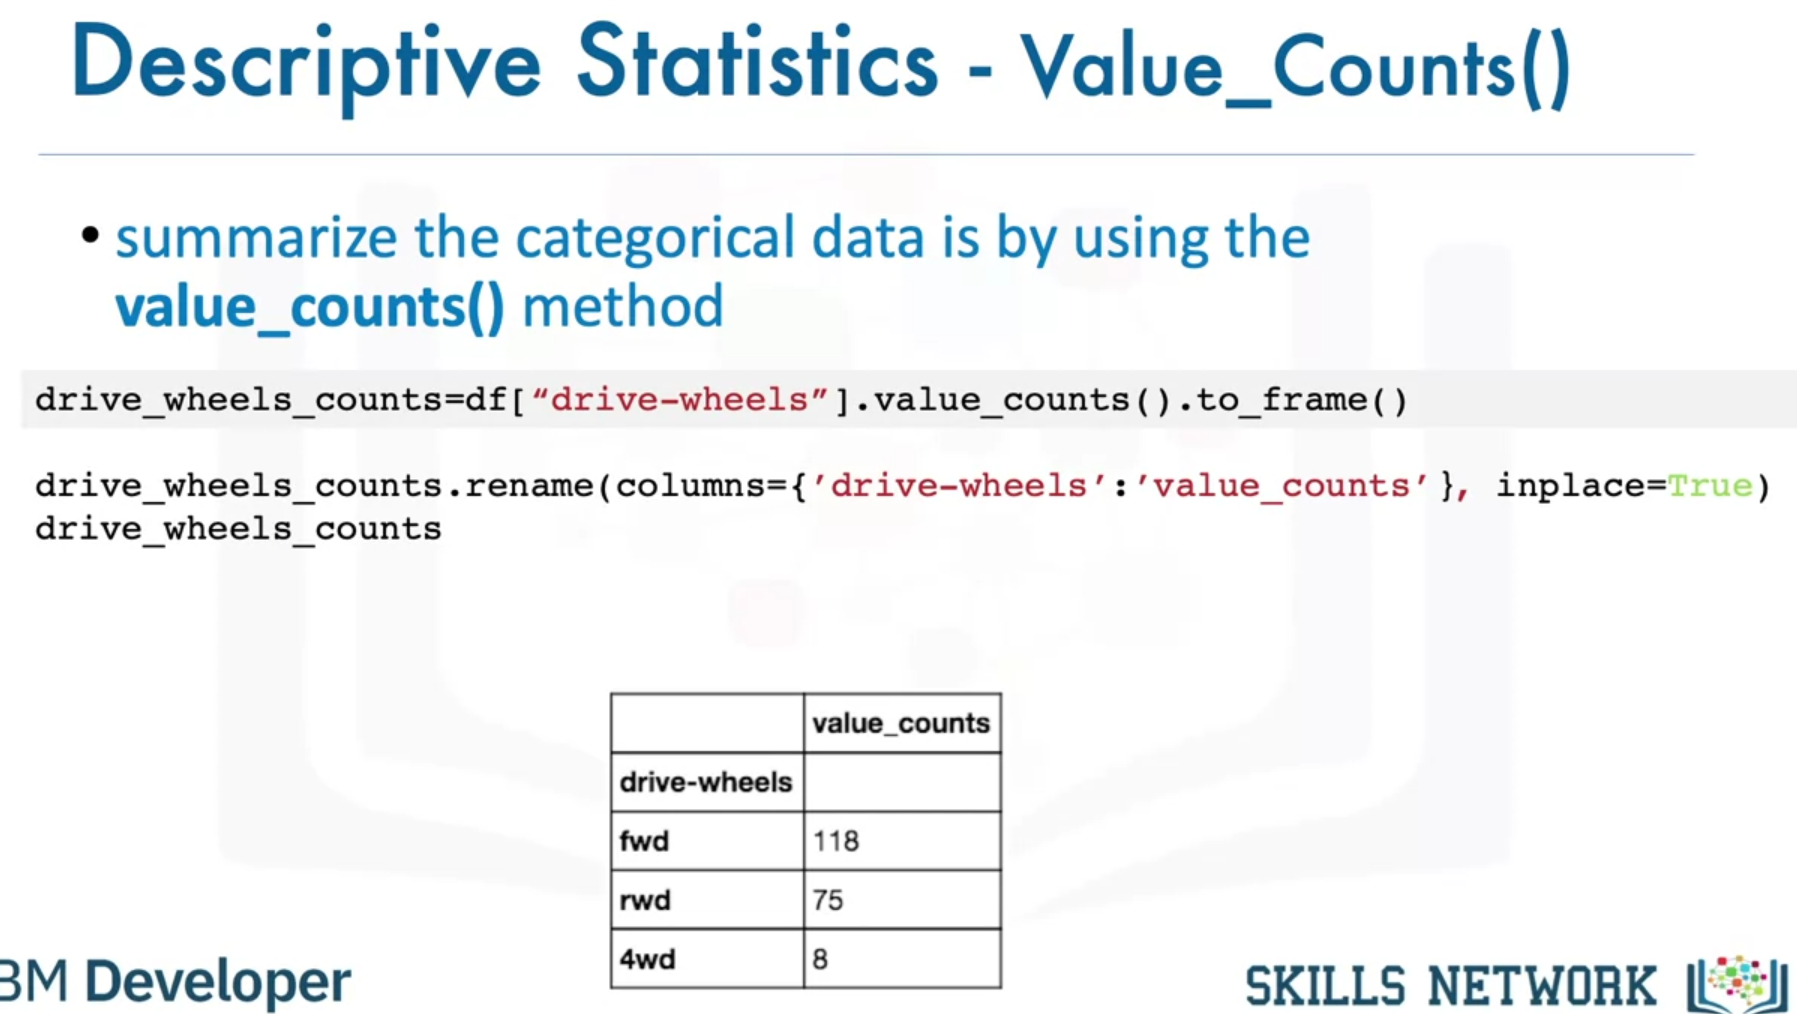 Descriptive Statistics - Value_Counts()
• summarize the categorical data is by using the
value_counts() method
drive_wheels_counts=df[“drive-wheels”].value_counts().to_frame()
drive_wheels_counts.rename(columns={’drive-wheels’:’value_counts’}, inplace=True)
drive_wheels_counts
value_counts
drive-wheels
fwd 118
rwd 75
4wd 8
BM Developer
SKILLS NETWORK